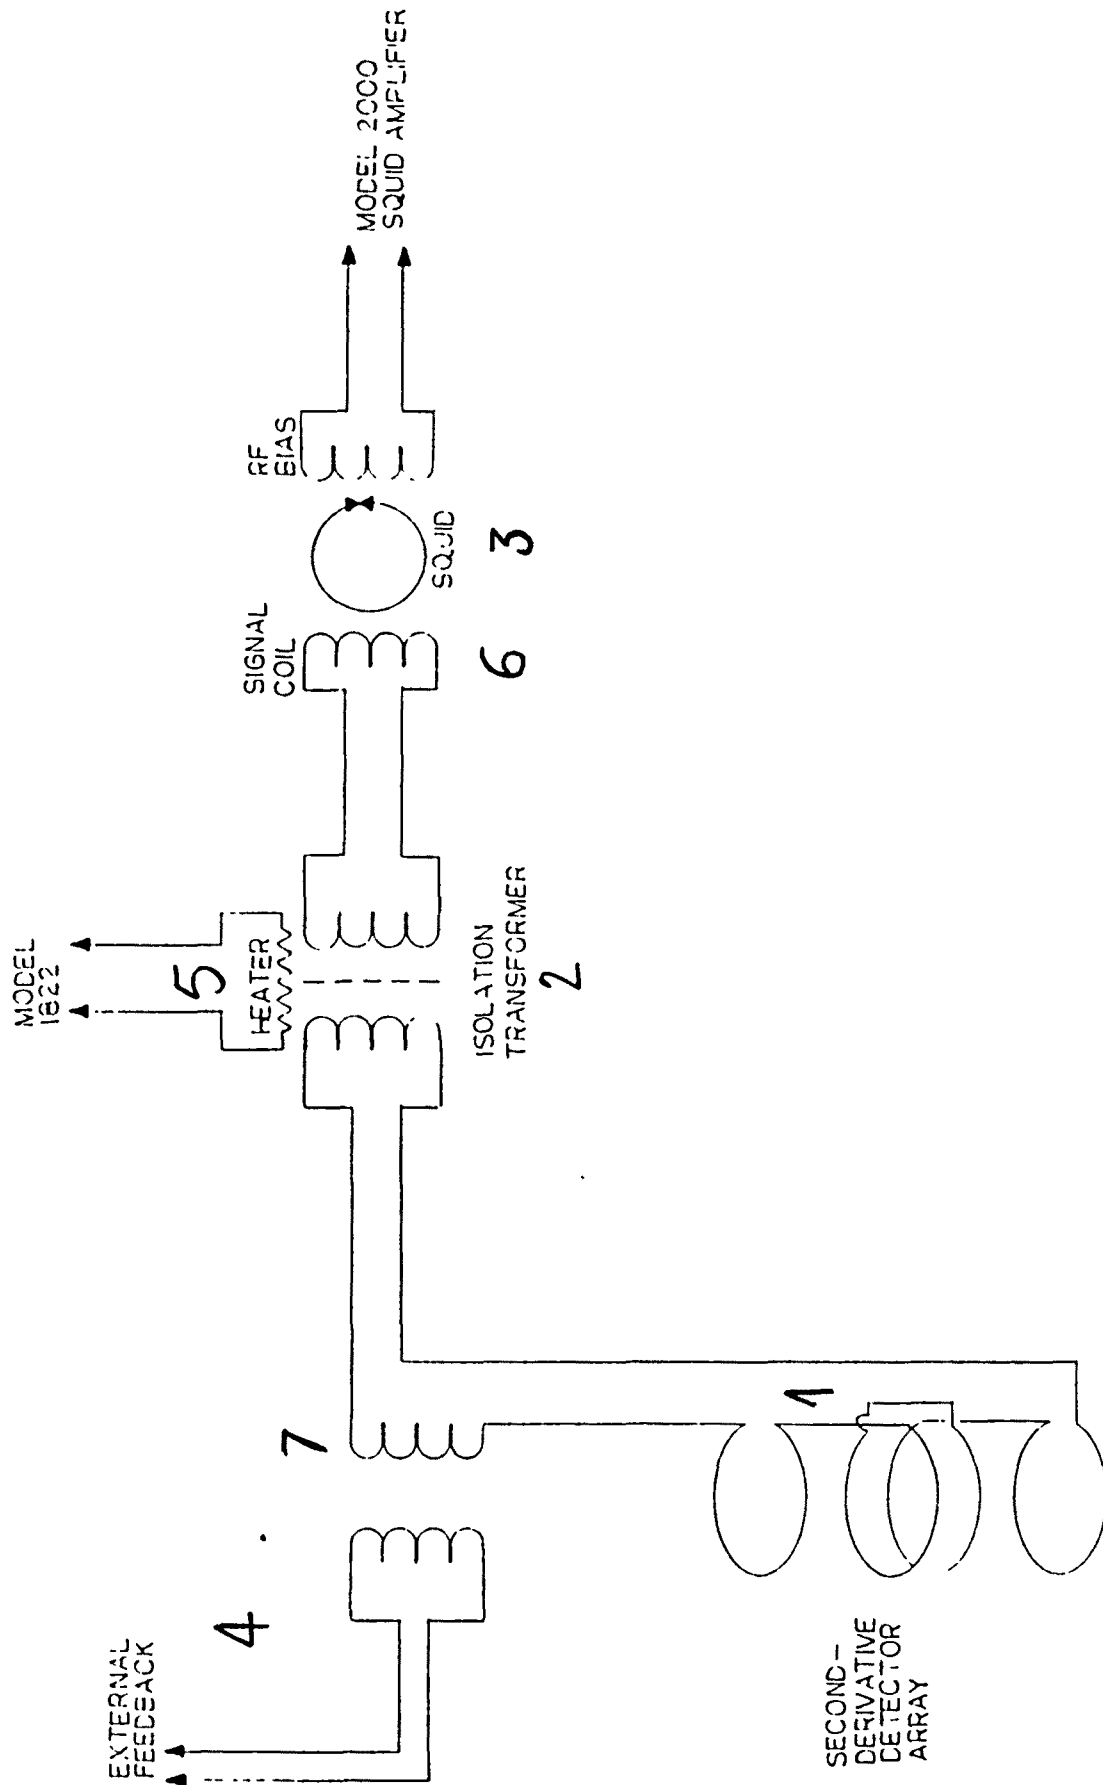 EXTERNAL
FEEDBACK
4
7
SECOND-
DERIVATIVE
DETECTOR
ARRAY
1
MODEL
1822
5
HEATER
ISOLATION
TRANSFORMER
2
SIGNAL
COIL
6
SQUID
3
RF
BIAS
MODEL 2000
SQUID AMPLIFIER